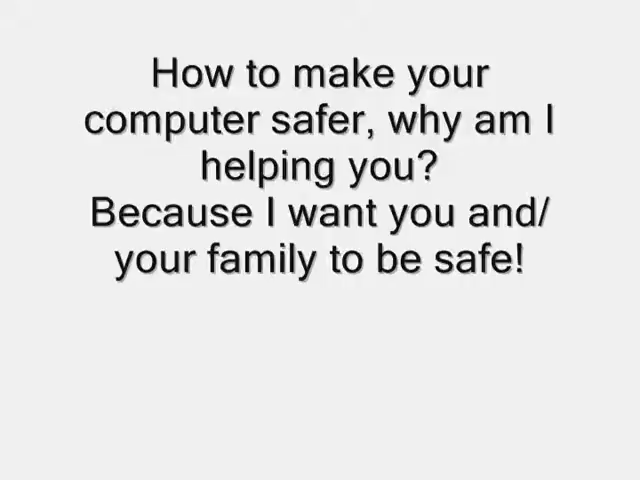 How to make your
computer safer, why am I
helping you?
Because I want you and/
your family to be safe!